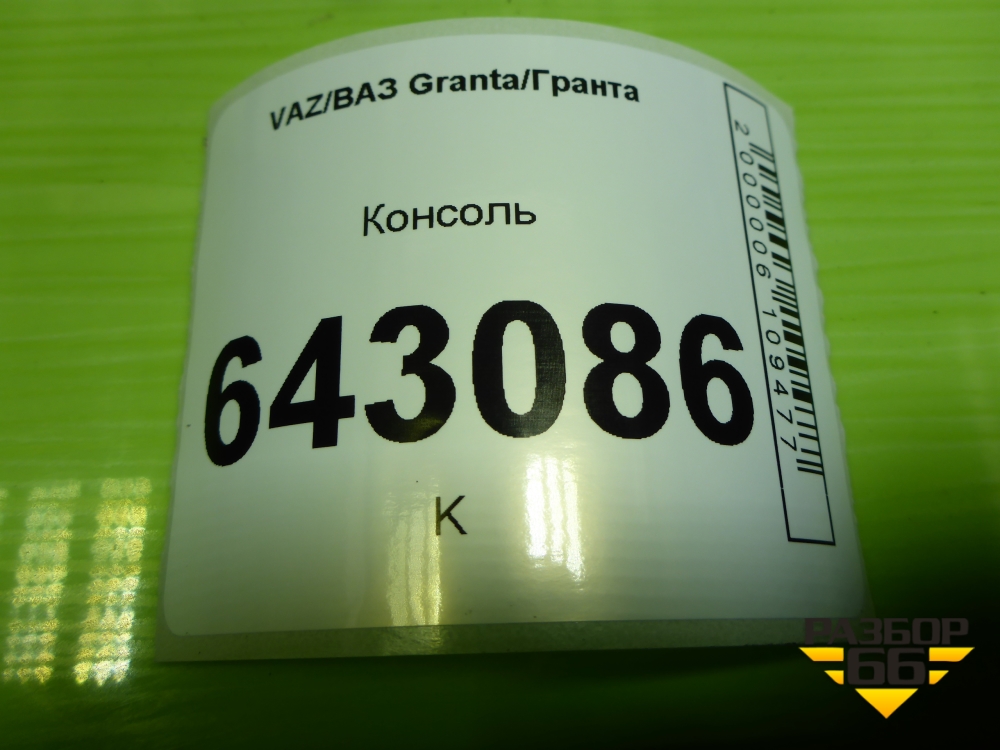 VAZ/ВАЗ Granta/Гранта
Консоль
643086
К
2000006109477
РАЗБОР
66